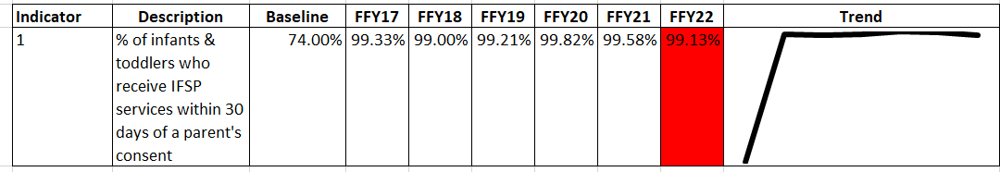 Indicator Description Baseline FFY17 FFY18 FFY19 FFY20 FFY21 FFY22 Trend
1 % of infants & 74.00% 99.33% 99.00% 99.21% 99.82% 99.58% 99.13%
toddlers who
receive IFSP
services within 30
days of a parent's
consent